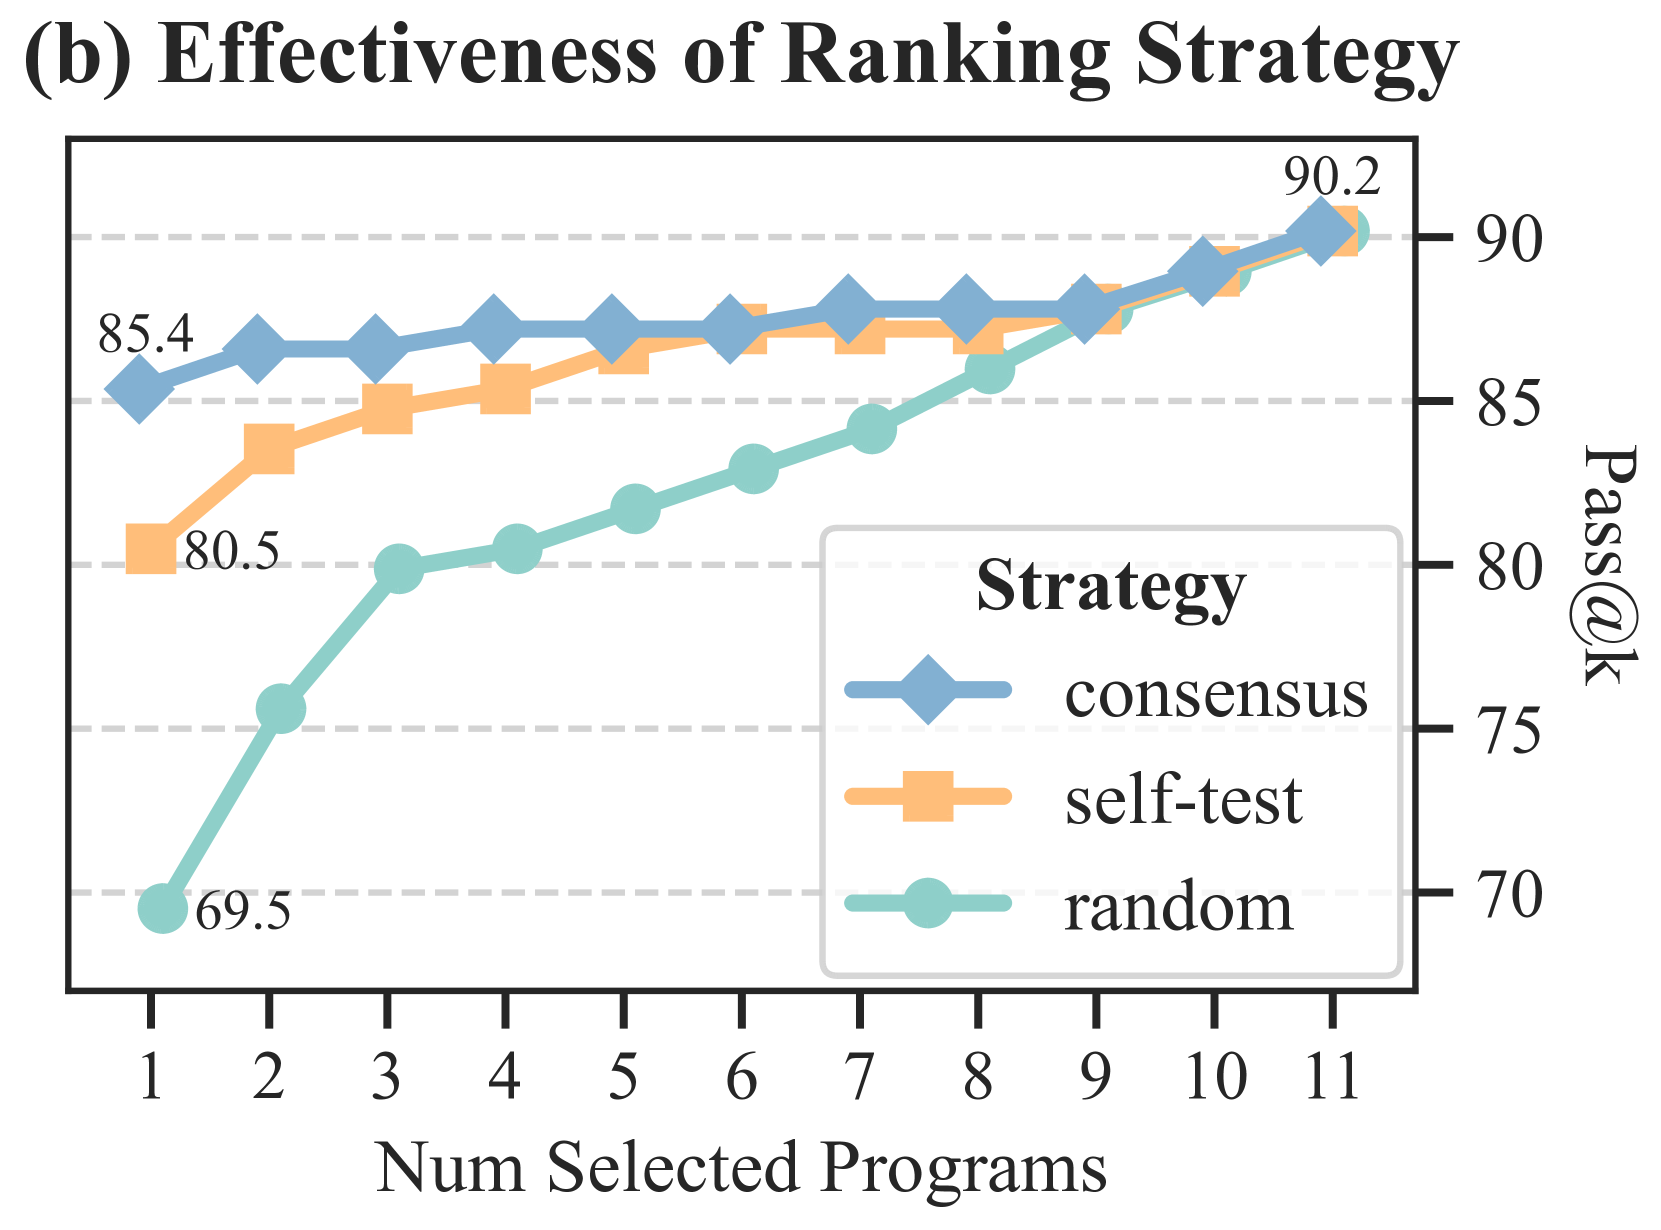 (b) Effectiveness of Ranking Strategy
90.2
85.4
80.5
69.5
90
85
80
75
70
Pass@k
Strategy
consensus
self-test
random
1 2 3 4 5 6 7 8 9 10 11
Num Selected Programs